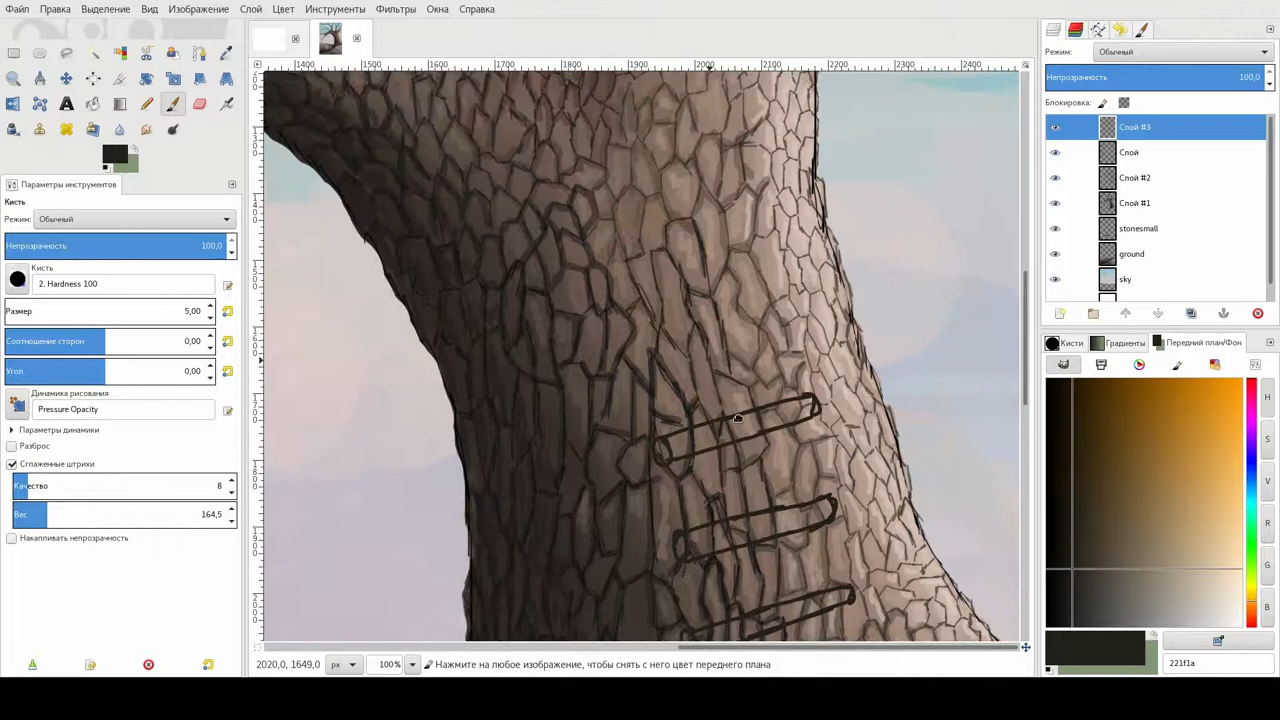 Файл Правка Выделение Вид Изображение Слой Цвет Инструменты Фильтры Окна Справка
1400 1500 1600 1700 1800 1900 2000 2100 2200 2300 2400
Параметры инструментов
Кисть
Режим: Обычный
Непрозрачность 100,0
Кисть
2. Hardness 100
Размер 5,00
Соотношение сторон 0,00
Угол 0,00
Динамика рисования
Pressure Opacity
Параметры динамики
Разброс
Сглаженные штрихи
Качество 8
Вес 164,5
Накапливать непрозрачность
2020,0, 1649,0 px 100% Нажмите на любое изображение, чтобы снять с него цвет переднего плана
Режим: Обычный
Непрозрачность 100,0
Блокировка:
Слой #3
Слой
Слой #2
Слой #1
stonesmall
ground
sky
Кисти Градиенты Передний план/Фон
H
S
V
R
G
B
221f1a